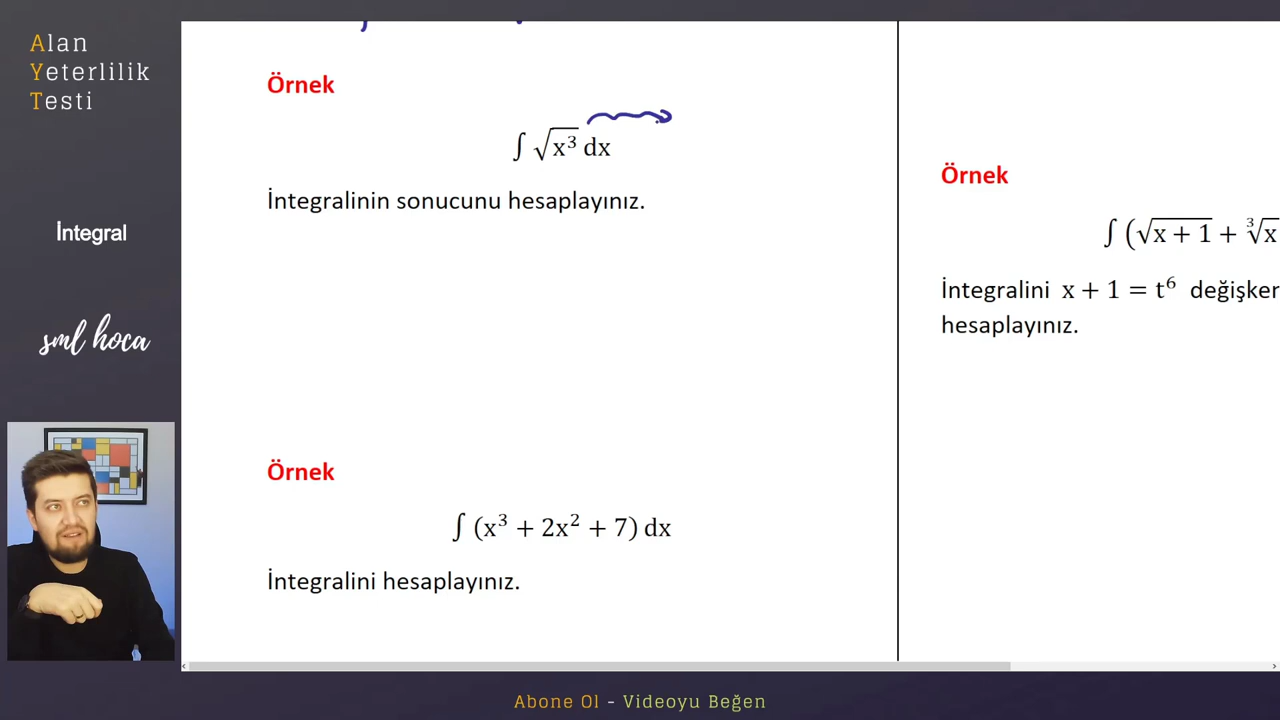 Alan
Yeterlilik
Testi
İntegral
sml hoca
Örnek
∫ √x³ dx
İntegralinin sonucunu hesaplayınız.
Örnek
∫ (x³ + 2x² + 7) dx
İntegralini hesaplayınız.
Örnek
∫ (√x + 1 + ∛x
İntegralini x + 1 = t⁶ değişker
hesaplayınız.
Abone Ol - Videoyu Beğen